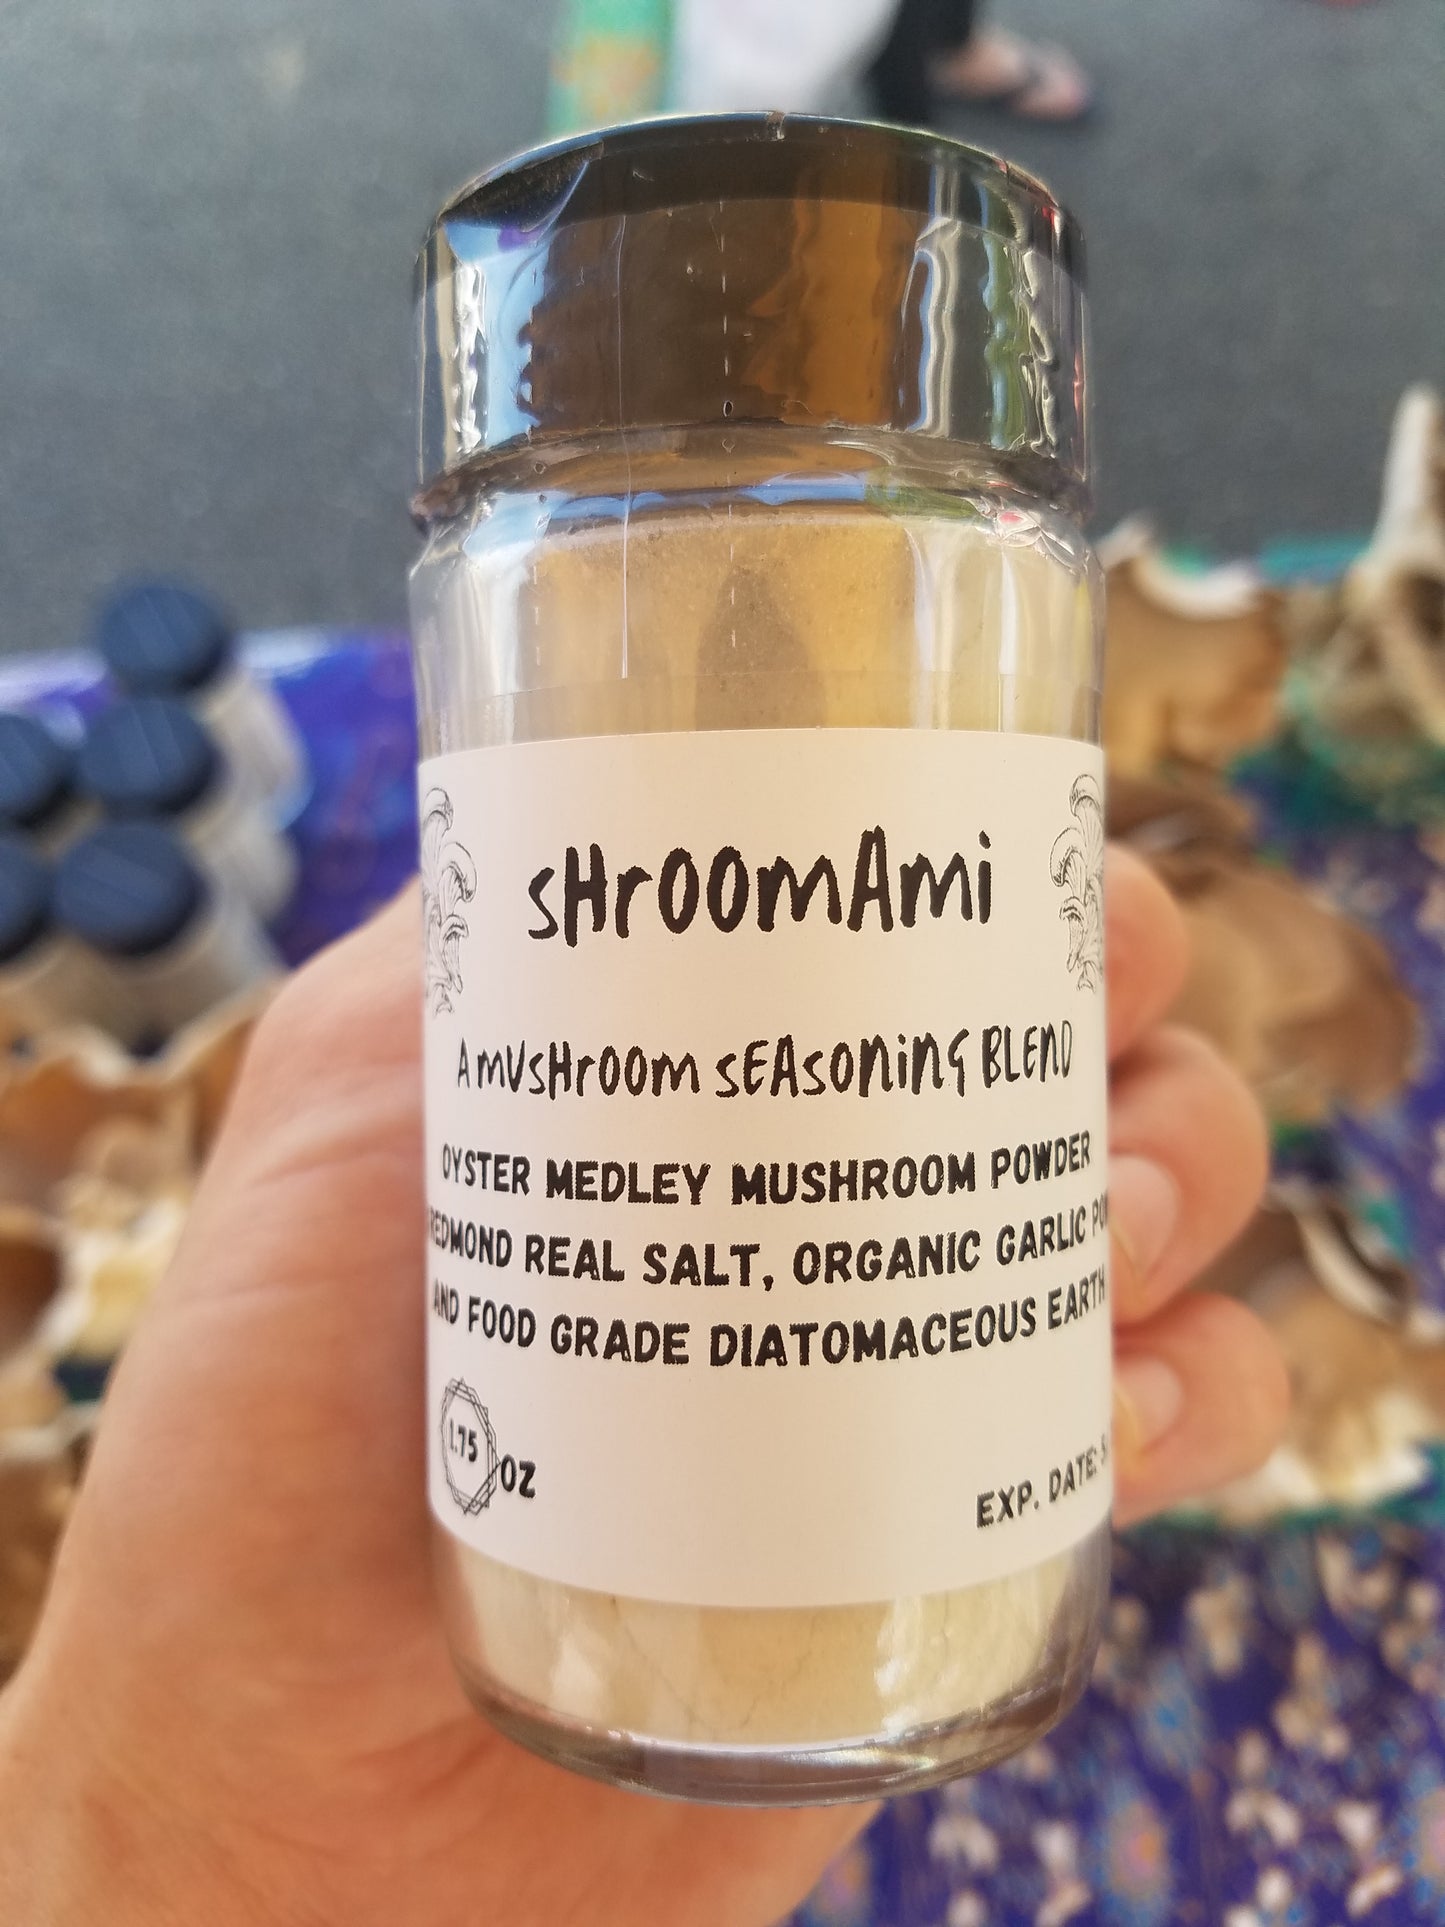 sHrOOmAmi
A mUsHrOOm sEAsONiNG BLEND
OYSTER MEDLEY MUSHROOM POWDER
REDMOND REAL SALT, ORGANIC GARLIC
AND FOOD GRADE DIATOMACEOUS EARTH
1.75 OZ
EXP. DATE: